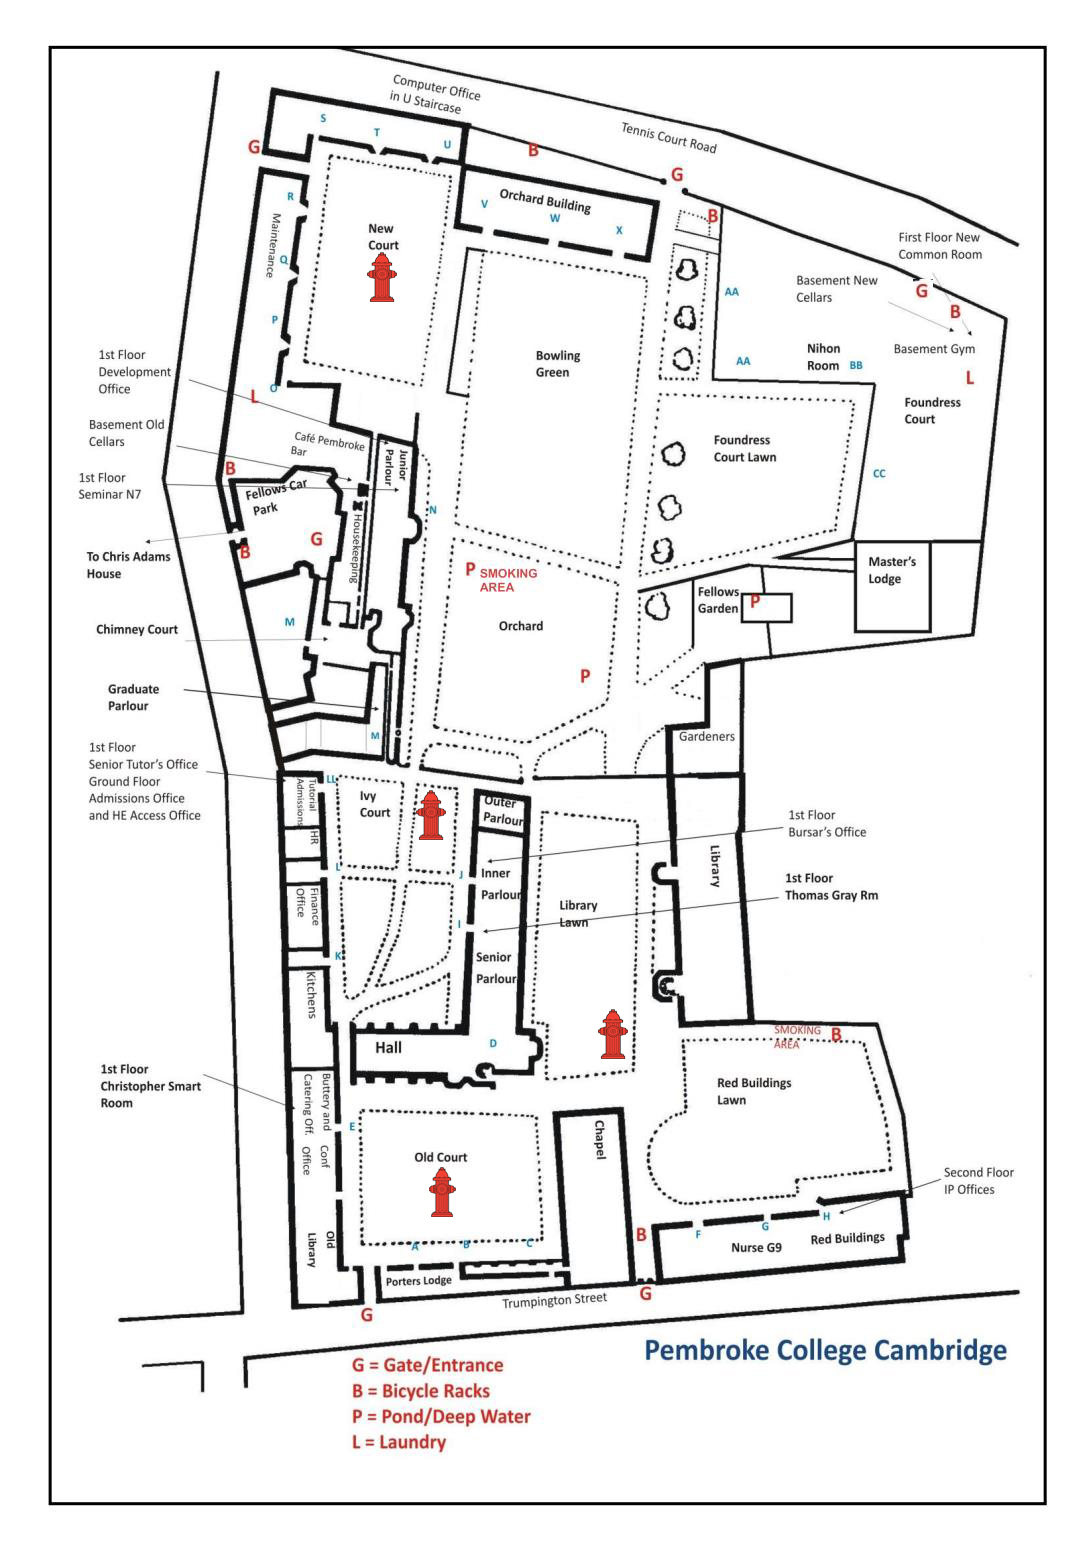 Computer Office
in U Staircase
Tennis Court Road
S
T
U
G
B
G
B
R
Maintenance
Q
P
O
L
New
Court
V
Orchard Building
W
X
First Floor New
Common Room
Basement New
Cellars
G
B
AA
AA
Basement Gym
Nihon
Room
BB
L
Foundress
Court
Bowling
Green
1st Floor
Development
Office
Basement Old
Cellars
Café Pembroke
Bar
Junior
Parlour
1st Floor
Seminar N7
B
Fellows Car
Park
B
G
Housekeeping
N
Foundress
Court Lawn
CC
To Chris Adams
House
P
SMOKING
AREA
Orchard
P
Fellows
Garden
P
Master's
Lodge
M
Chimney Court
Graduate
Parlour
M
Gardeners
1st Floor
Senior Tutor's Office
Ground Floor
Admissions Office
and HE Access Office
LL
Tutorial
Admissions
HR
Ivy
Court
Outer
Parlour
1st Floor
Bursar's Office
L
J
Inner
Parlour
Library
1st Floor
Thomas Gray Rm
Finance
Office
I
Library
Lawn
K
Senior
Parlour
Kitchens
Hall
D
SMOKING
AREA
B
Red Buildings
Lawn
1st Floor
Christopher Smart
Room
Buttery and Conf
Catering Off. Office
E
Old Court
Chapel
Second Floor
IP Offices
A
B
C
B
F
G
H
Nurse G9
Red Buildings
Old
Library
Porters Lodge
G
Trumpington Street
G
Pembroke College Cambridge
G = Gate/Entrance
B = Bicycle Racks
P = Pond/Deep Water
L = Laundry